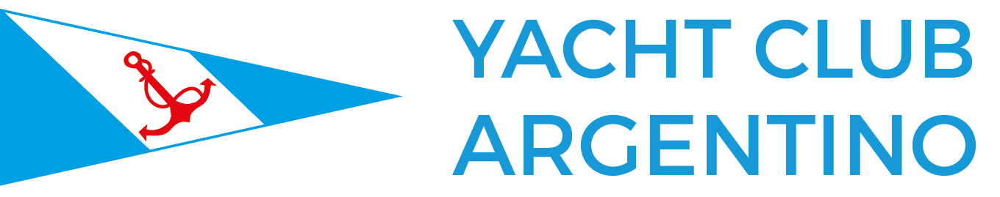 YACHT CLUB
ARGENTINO